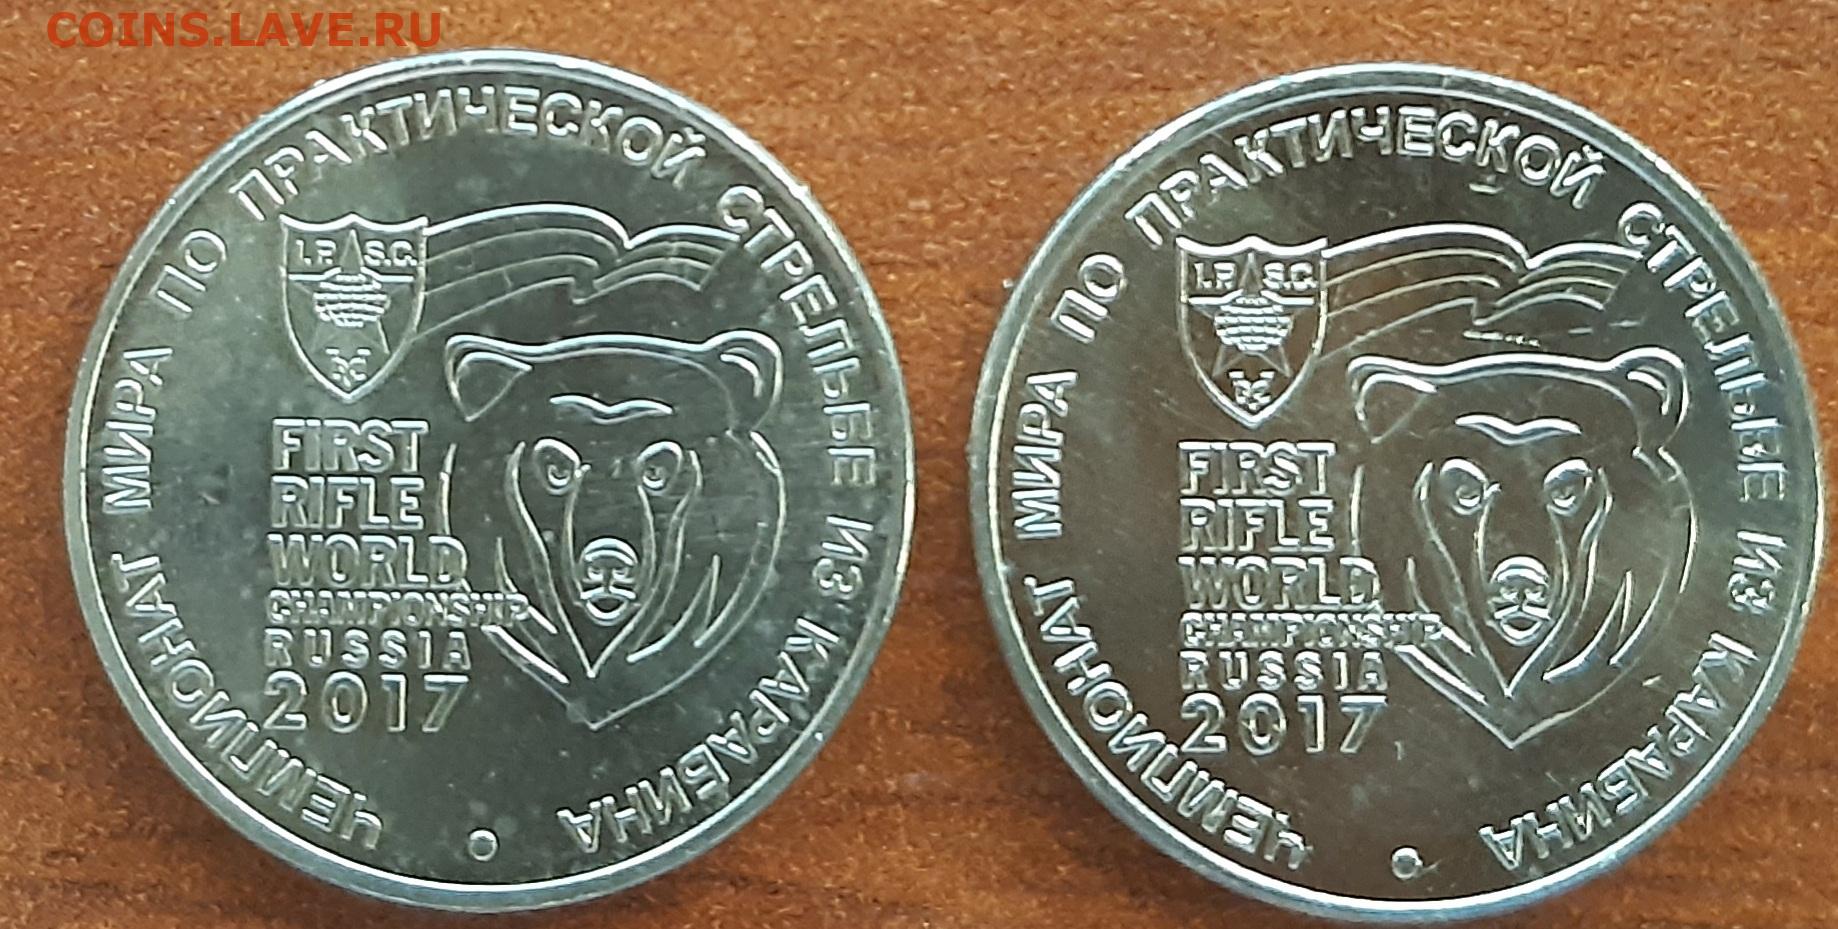 COINS.LAVE.RU
ЧЕМПИОНАТ МИРА ПО ПРАКТИЧЕСКОЙ СТРЕЛЬБЕ ИЗ КАРАБИНА
I.P.S.C.
FIRST
RIFLE
WORLD
CHAMPIONSHIP
RUSSIA
2017
ЧЕМПИОНАТ МИРА ПО ПРАКТИЧЕСКОЙ СТРЕЛЬБЕ ИЗ КАРАБИНА
I.P.S.C.
FIRST
RIFLE
WORLD
CHAMPIONSHIP
RUSSIA
2017